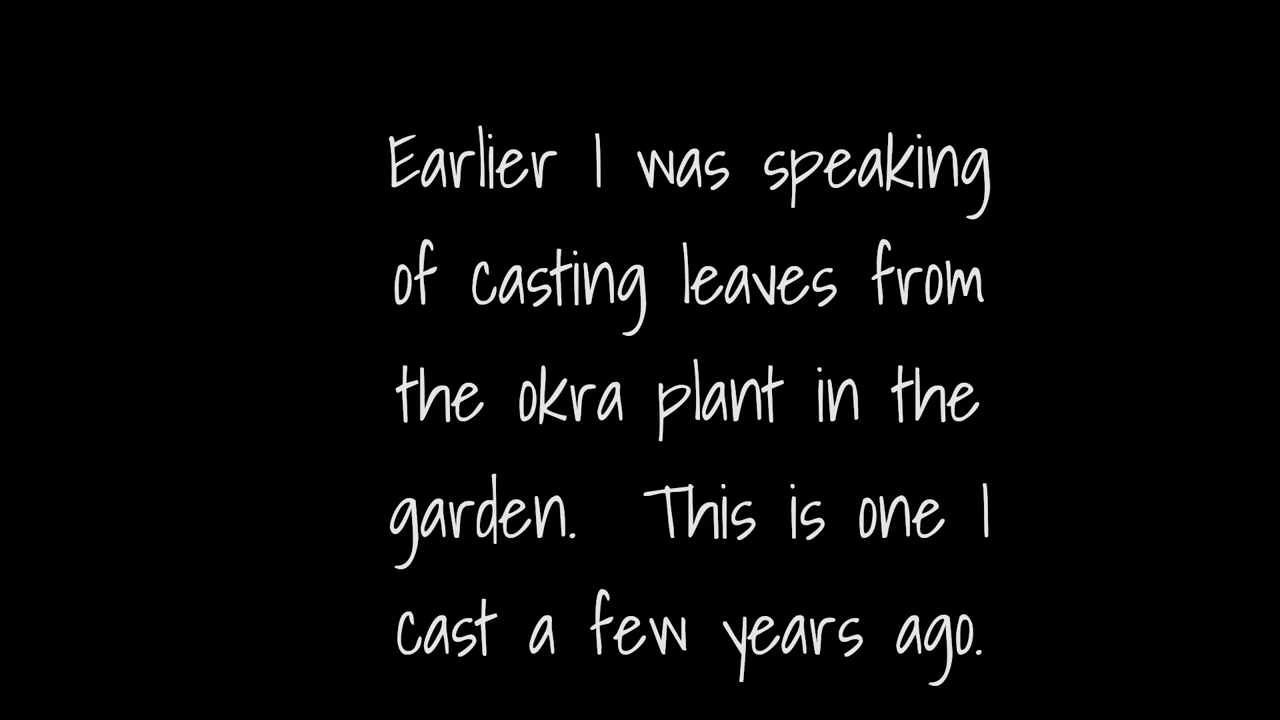 Earlier I was speaking
of casting leaves from
the okra plant in the
garden.  This is one I
cast a few years ago.